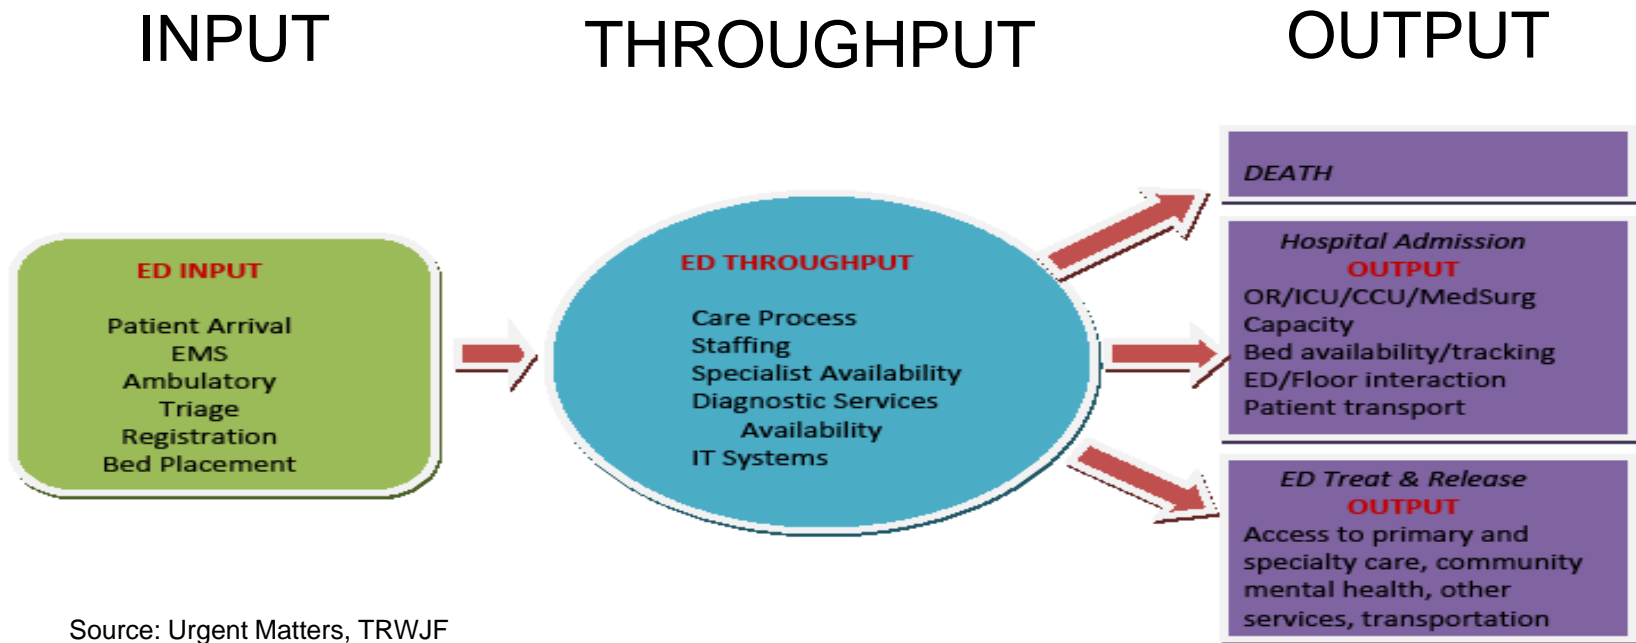 INPUT
THROUGHPUT
OUTPUT
ED INPUT
Patient Arrival
EMS
Ambulatory
Triage
Registration
Bed Placement
ED THROUGHPUT
Care Process
Staffing
Specialist Availability
Diagnostic Services
Availability
IT Systems
DEATH
Hospital Admission
OUTPUT
OR/ICU/CCU/MedSurg
Capacity
Bed availability/tracking
ED/Floor interaction
Patient transport
ED Treat & Release
OUTPUT
Access to primary and
specialty care, community
mental health, other
services, transportation
Source: Urgent Matters, TRWJF